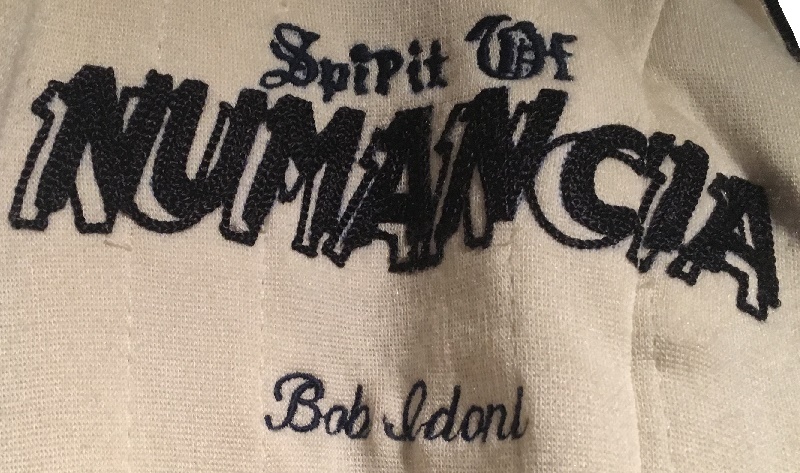 Spirit Of
NUMANCIA
Bob Idoni